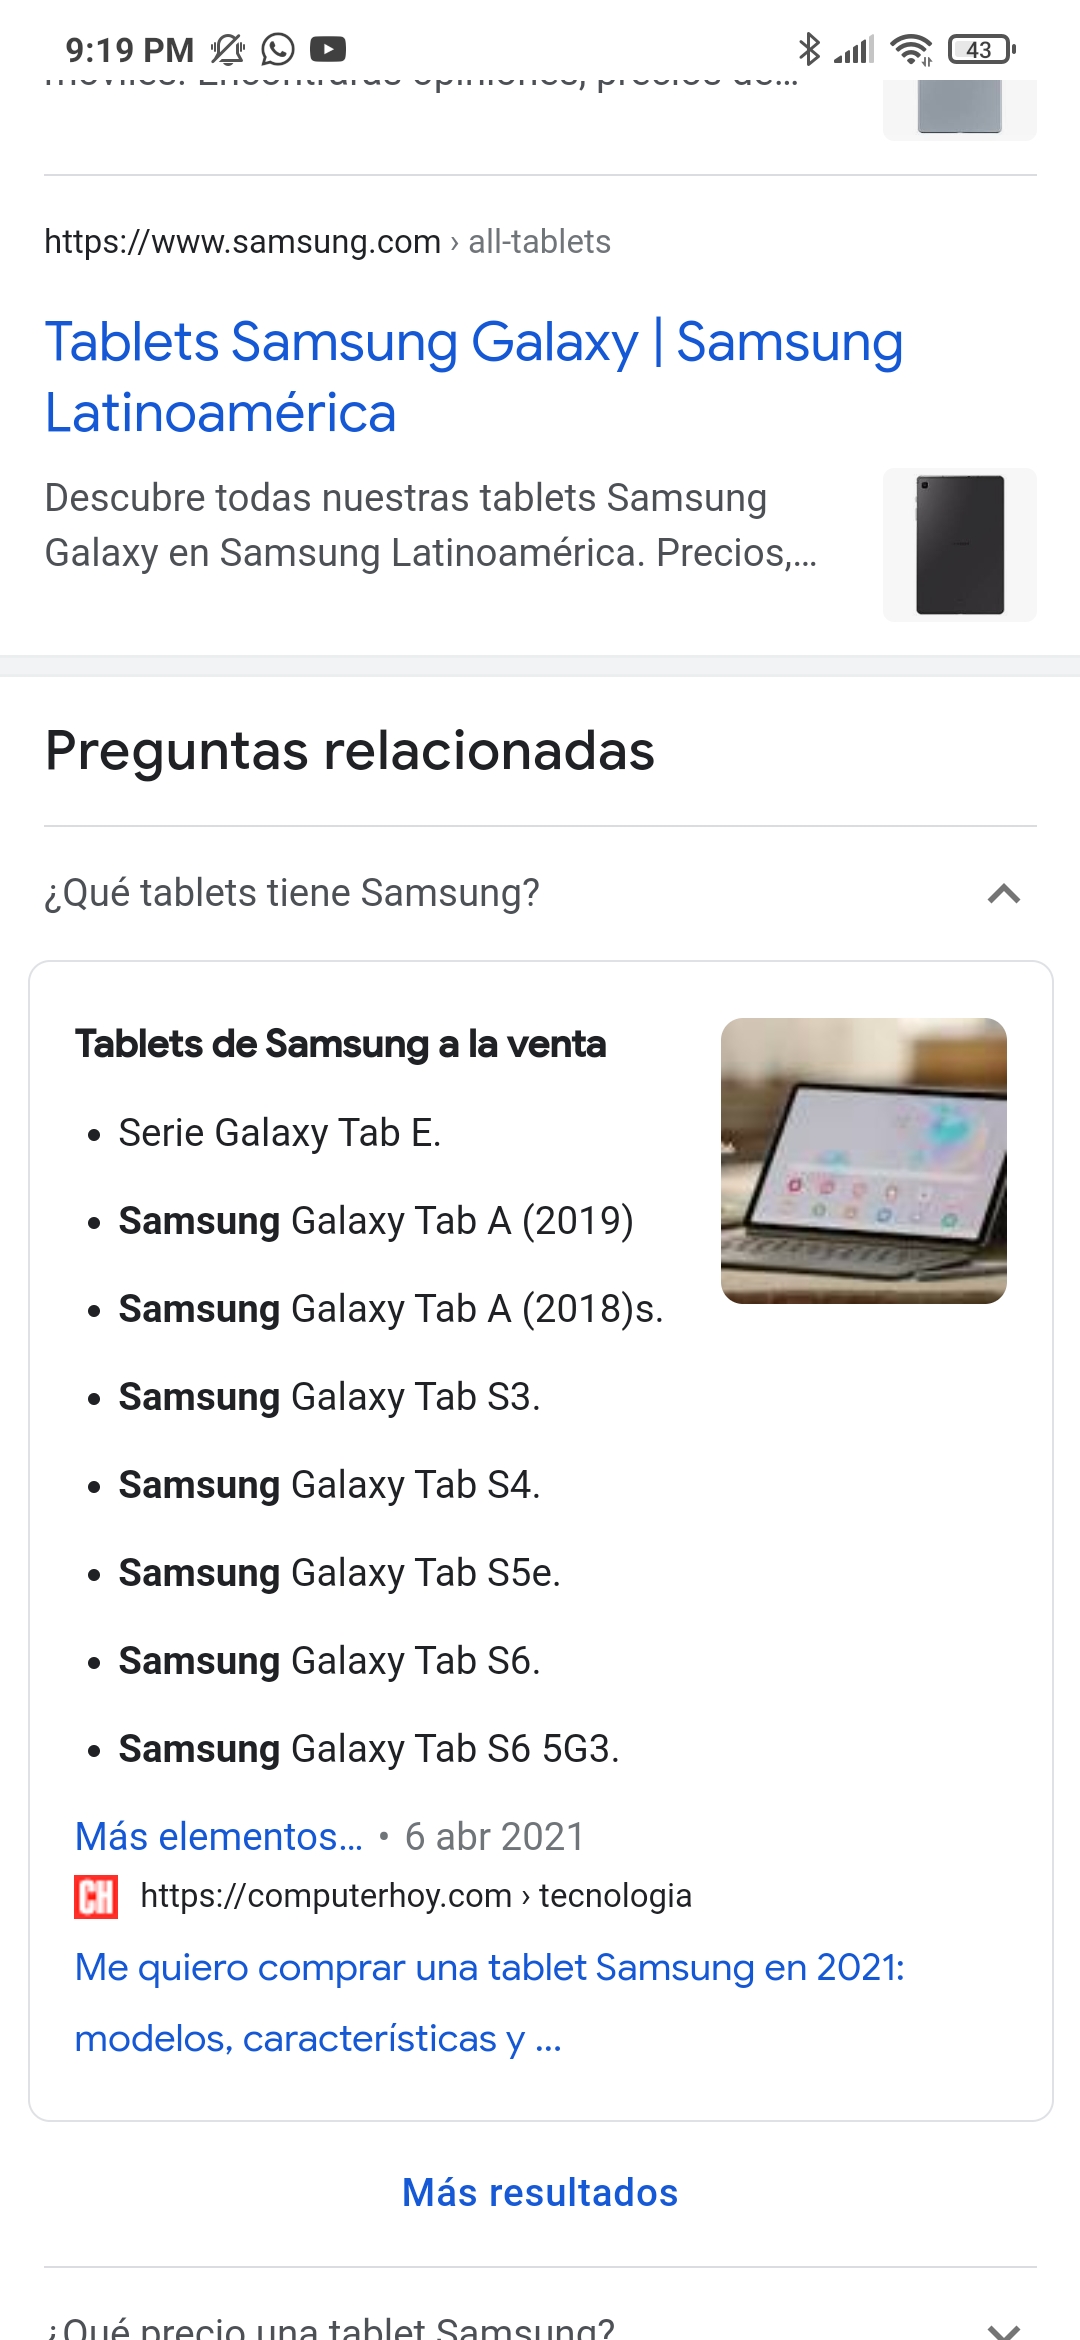 9:19 PM
43
móviles. Encontrarás opiniones, precios de...
https://www.samsung.com › all-tablets
Tablets Samsung Galaxy | Samsung
Latinoamérica
Descubre todas nuestras tablets Samsung
Galaxy en Samsung Latinoamérica. Precios,...
Preguntas relacionadas
¿Qué tablets tiene Samsung?
Tablets de Samsung a la venta
• Serie Galaxy Tab E.
• Samsung Galaxy Tab A (2019)
• Samsung Galaxy Tab A (2018)s.
• Samsung Galaxy Tab S3.
• Samsung Galaxy Tab S4.
• Samsung Galaxy Tab S5e.
• Samsung Galaxy Tab S6.
• Samsung Galaxy Tab S6 5G3.
Más elementos... • 6 abr 2021
CH https://computerhoy.com › tecnologia
Me quiero comprar una tablet Samsung en 2021:
modelos, características y ...
Más resultados
¿Qué precio una tablet Samsung?